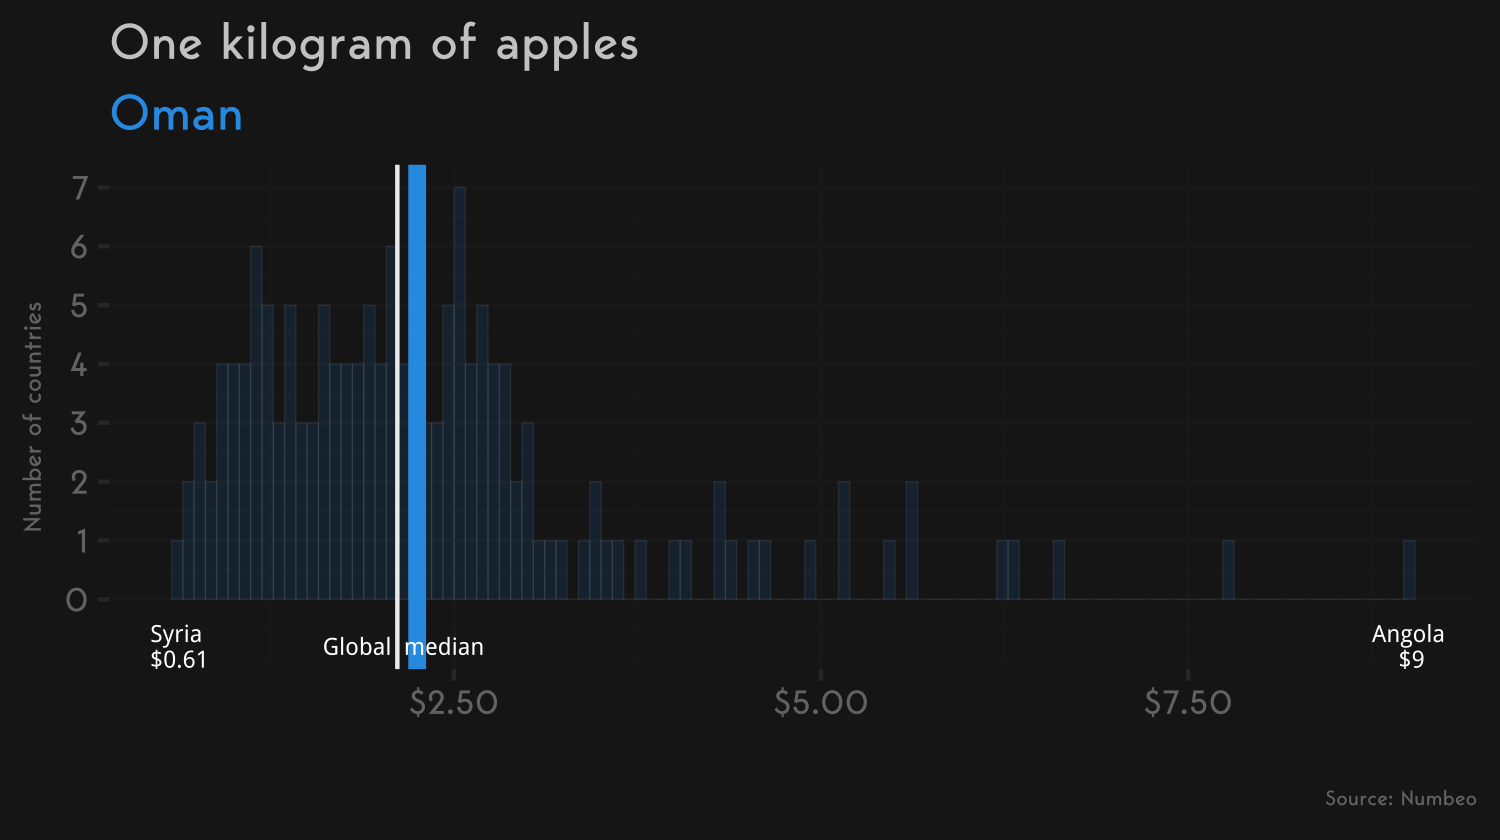 One kilogram of apples
Oman
Number of countries
7
6
5
4
3
2
1
0
Syria
$0.61
Global median
Angola
$9
$2.50
$5.00
$7.50
Source: Numbeo